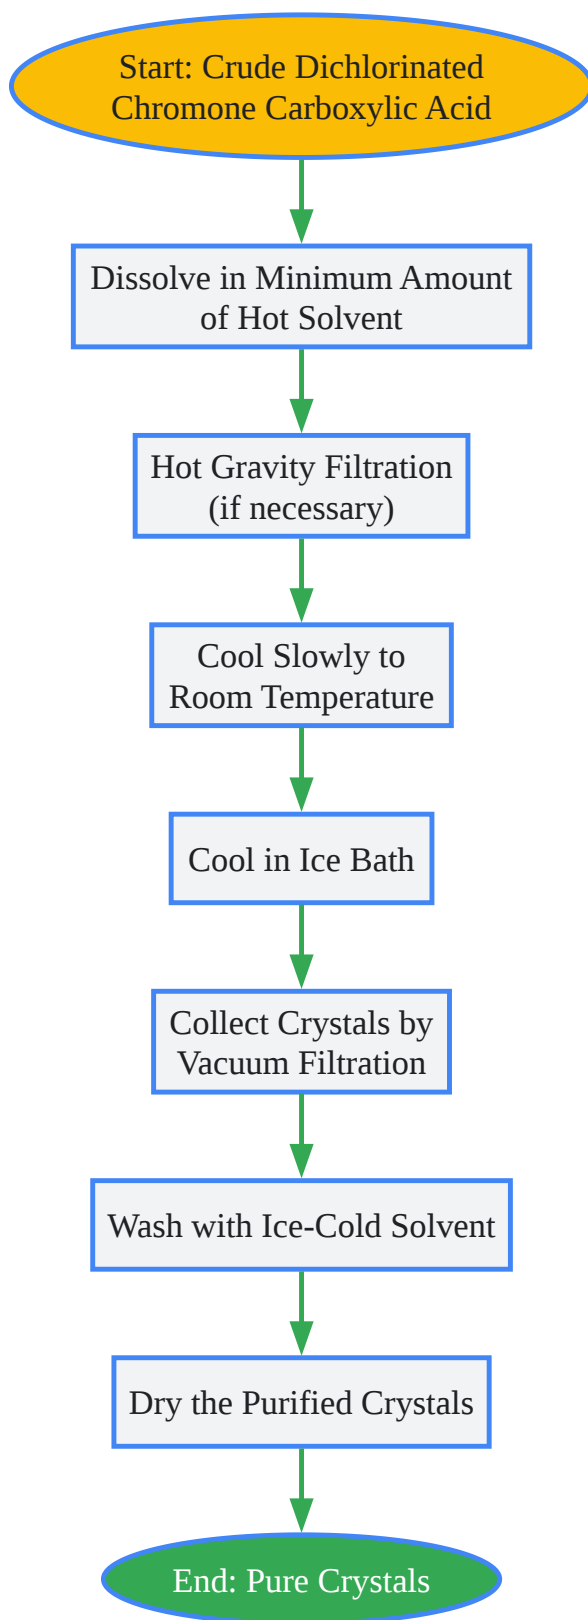 Start: Crude Dichlorinated
Chromone Carboxylic Acid
Dissolve in Minimum Amount
of Hot Solvent
Hot Gravity Filtration
(if necessary)
Cool Slowly to
Room Temperature
Cool in Ice Bath
Collect Crystals by
Vacuum Filtration
Wash with Ice-Cold Solvent
Dry the Purified Crystals
End: Pure Crystals